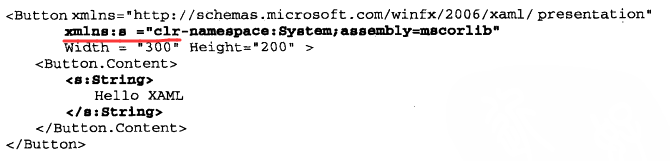 <Button xmlns="http://schemas.microsoft.com/winfx/2006/xaml/ presentation"
xmlns:s ="clr-namespace:System;assembly=mscorlib"
Width = "300" Height="200" >
<Button.Content>
<s:String>
Hello XAML
</s:String>
</Button.Content>
</Button>